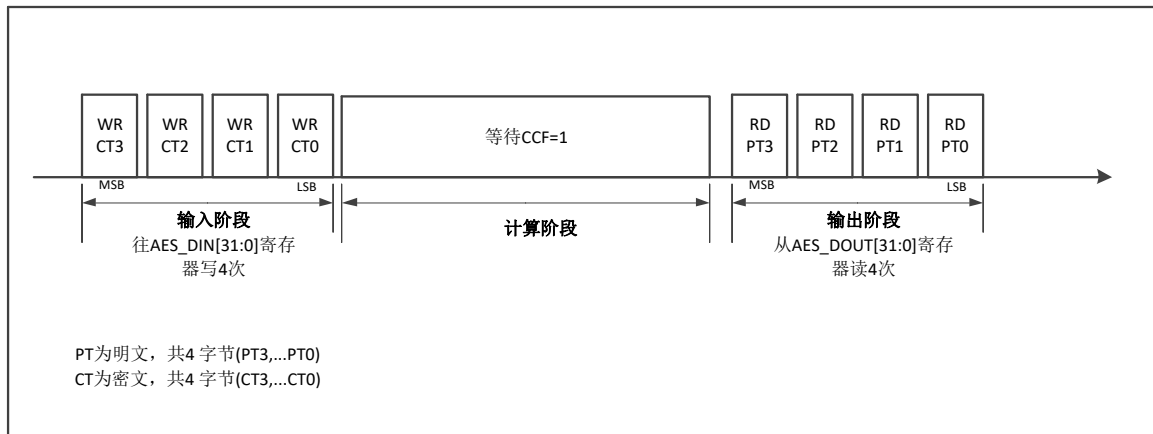 WR WR WR WR RD RD RD RD
CT3 CT2 CT1 CT0 等待CCF=1 PT3 PT2 PT1 PT0
MSB LSB MSB LSB
输入阶段 计算阶段 输出阶段
往AES_DIN[31:0]寄存 从AES_DOUT[31:0]寄存
器写4次 器读4次
PT为明文，共4 字节(PT3,...PT0)
CT为密文，共4 字节(CT3,...CT0)